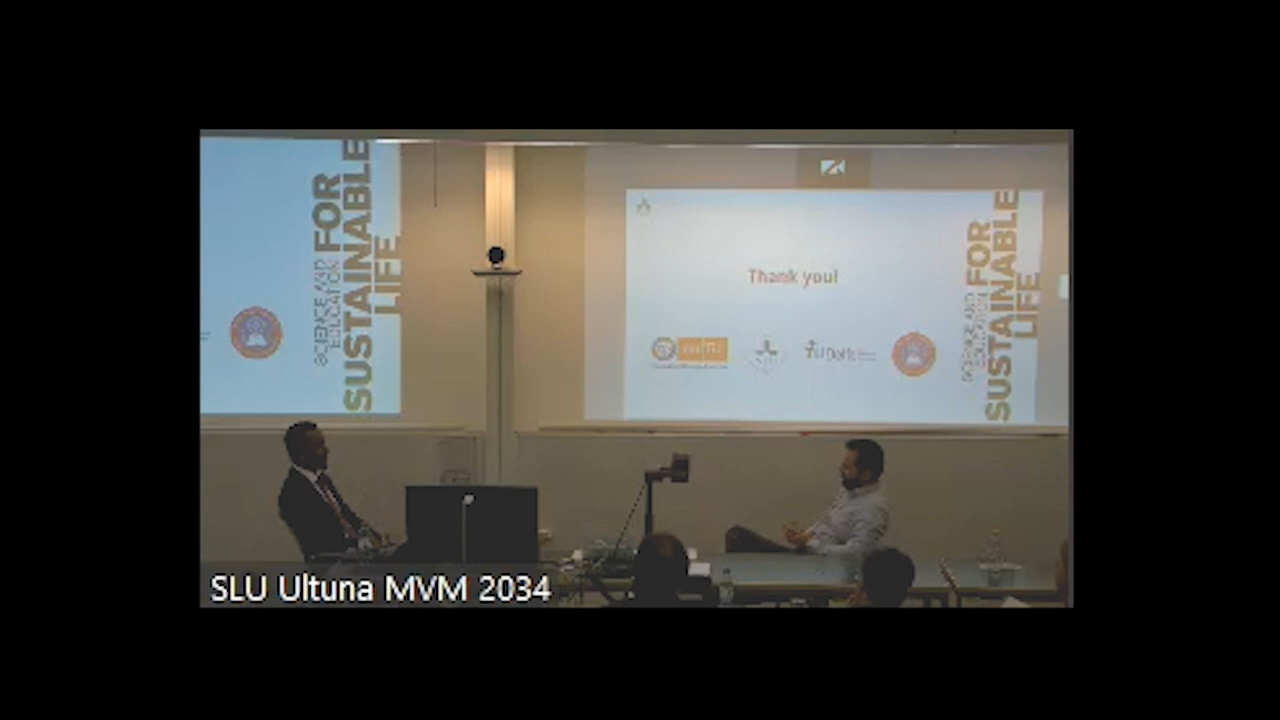 SCIENCE AND
EDUCATION FOR
SUSTAINABLE
LIFE
Thank you!
TU Delft
SCIENCE AND
EDUCATION FOR
SUSTAINABLE
LIFE
SLU Ultuna MVM 2034